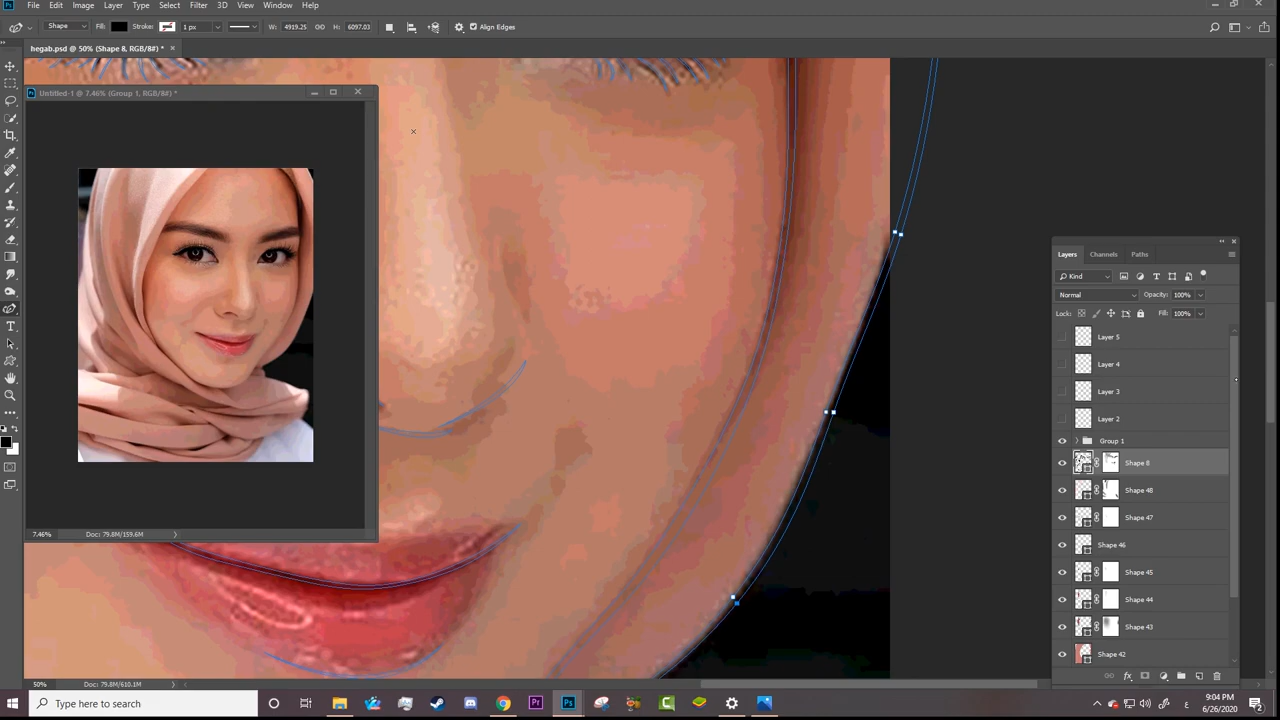 Ps File Edit Image Layer Type Select Filter 3D View Window Help
Shape Fill: Stroke: 1 px W: 4919.25 H: 6097.03 Align Edges
hegab.psd @ 50% (Shape 8, RGB/8#) *
Untitled-1 @ 7.46% (Group 1, RGB/8#) *
7.46% Doc: 79.8M/159.6M
Layers Channels Paths
Kind
Normal Opacity: 100%
Lock: Fill: 100%
Layer 5
Layer 4
Layer 3
Layer 2
Group 1
Shape 8
Shape 48
Shape 47
Shape 46
Shape 45
Shape 44
Shape 43
Shape 42
fx
50% Doc: 79.8M/610.1M
Type here to search
Pr Ps
ع
9:04 PM
6/26/2020